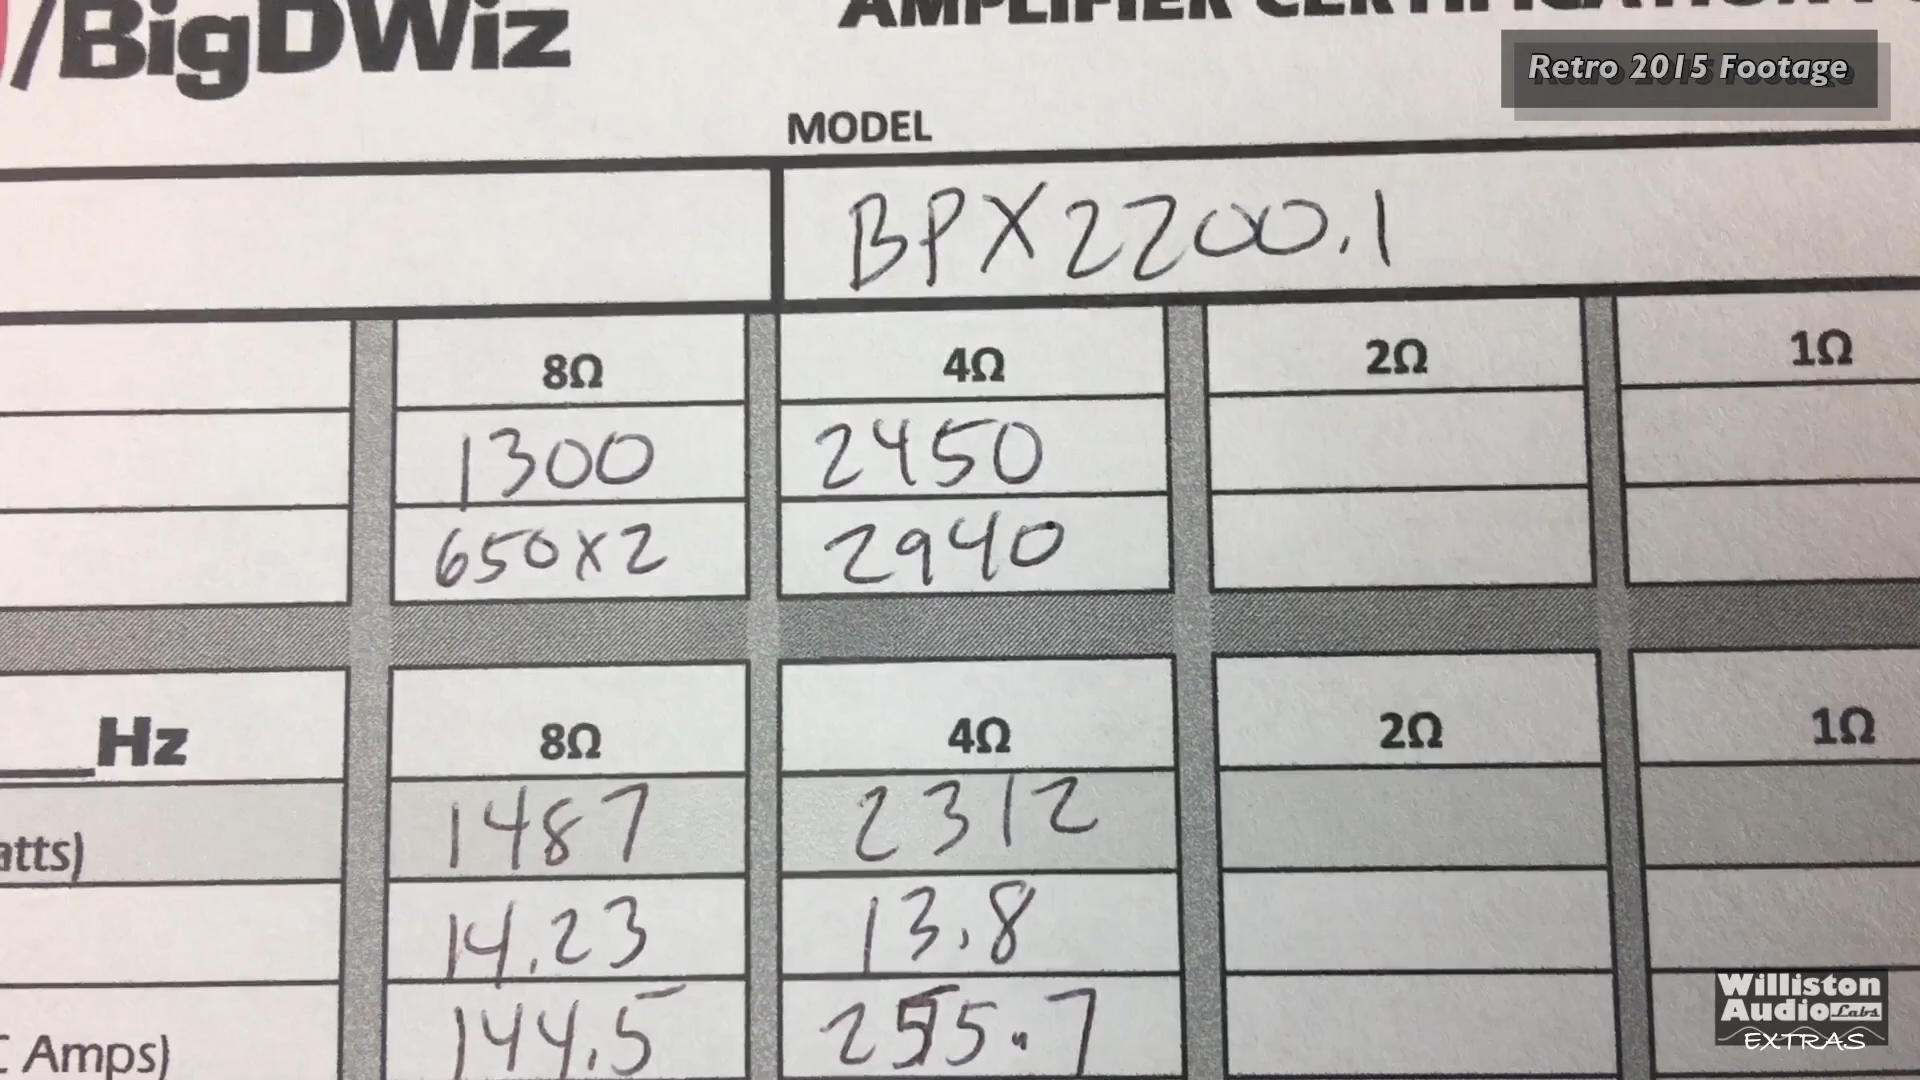 /BigDWiz
AMPLIFIER CERTIFICATION
Retro 2015 Footage
MODEL
BPX2200.1
8Ω 4Ω 2Ω 1Ω
1300 2450
650x2 2940
Hz 8Ω 4Ω 2Ω 1Ω
atts) 1487 2312
14.23 13.8
C Amps) 144.5 255.7
Williston
Audio Labs
EXTRAS